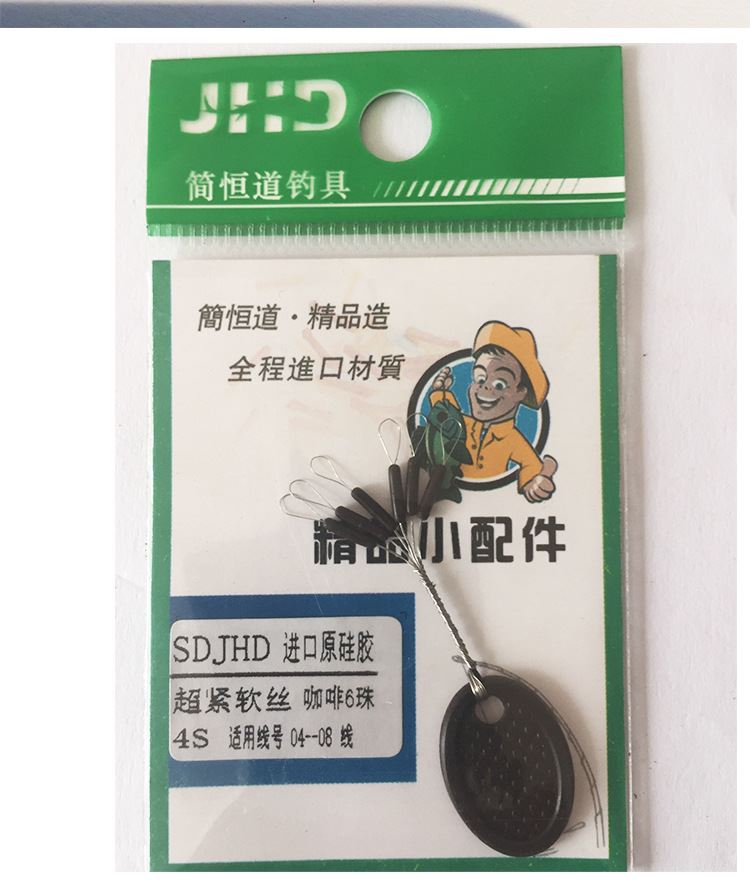 JHD
简恒道钓具
簡恒道·精品造
全程進口材質
精品小配件
SDJHD 进口原硅胶
超紧软丝 咖啡6珠
4S 适用线号 04--08 线